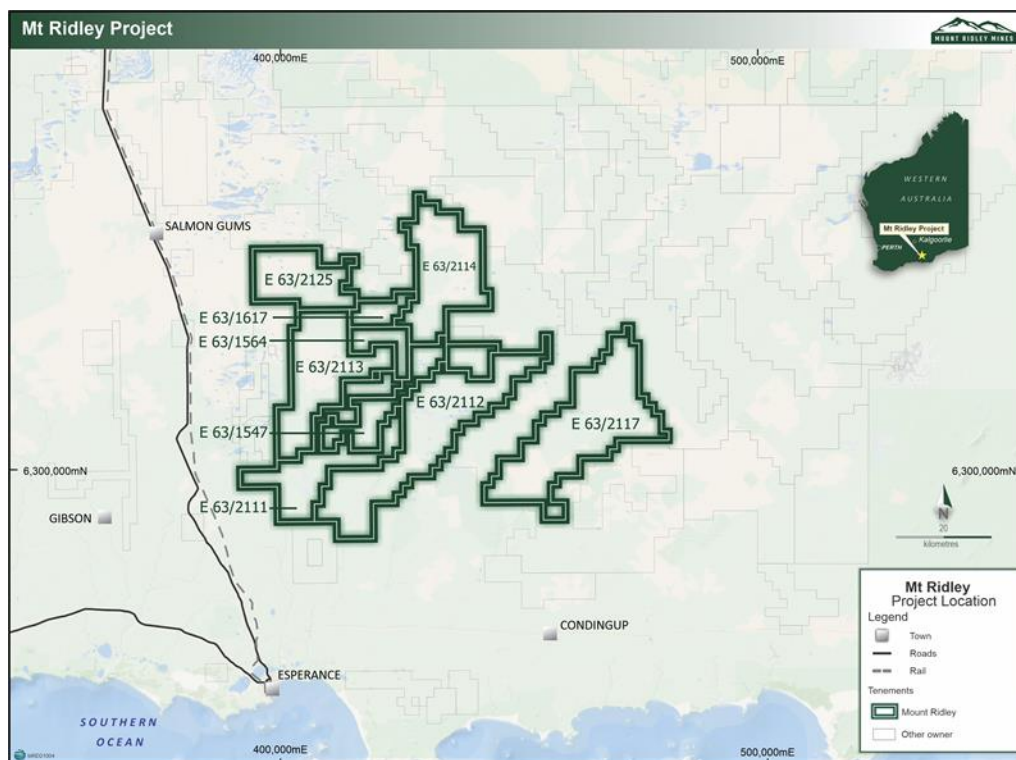 Mt Ridley Project
MOUNT RIDLEY MINES
400,000mE
500,000mE
WESTERN
AUSTRALIA
Mt Ridley Project
PERTH
Kalgoorlie
SALMON GUMS
E 63/2114
E 63/2125
E 63/1617
E 63/1564
E 63/2113
E 63/2112
E 63/2117
E 63/1547
6,300,000mN
6,300,000mN
E 63/2111
GIBSON
N
20
kilometres
CONDINGUP
ESPERANCE
SOUTHERN
OCEAN
400,000mE
500,000mE
Mt Ridley
Project Location
Legend
Town
Roads
Rail
Tenements
Mount Ridley
Other owner